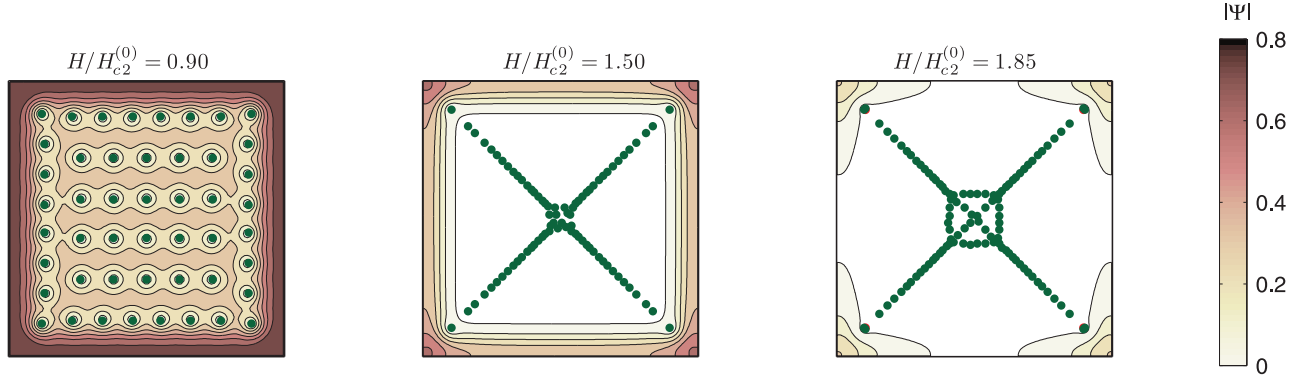 |Ψ|
H/H_{c2}^{(0)} = 0.90
H/H_{c2}^{(0)} = 1.50
H/H_{c2}^{(0)} = 1.85
0.8
0.6
0.4
0.2
0